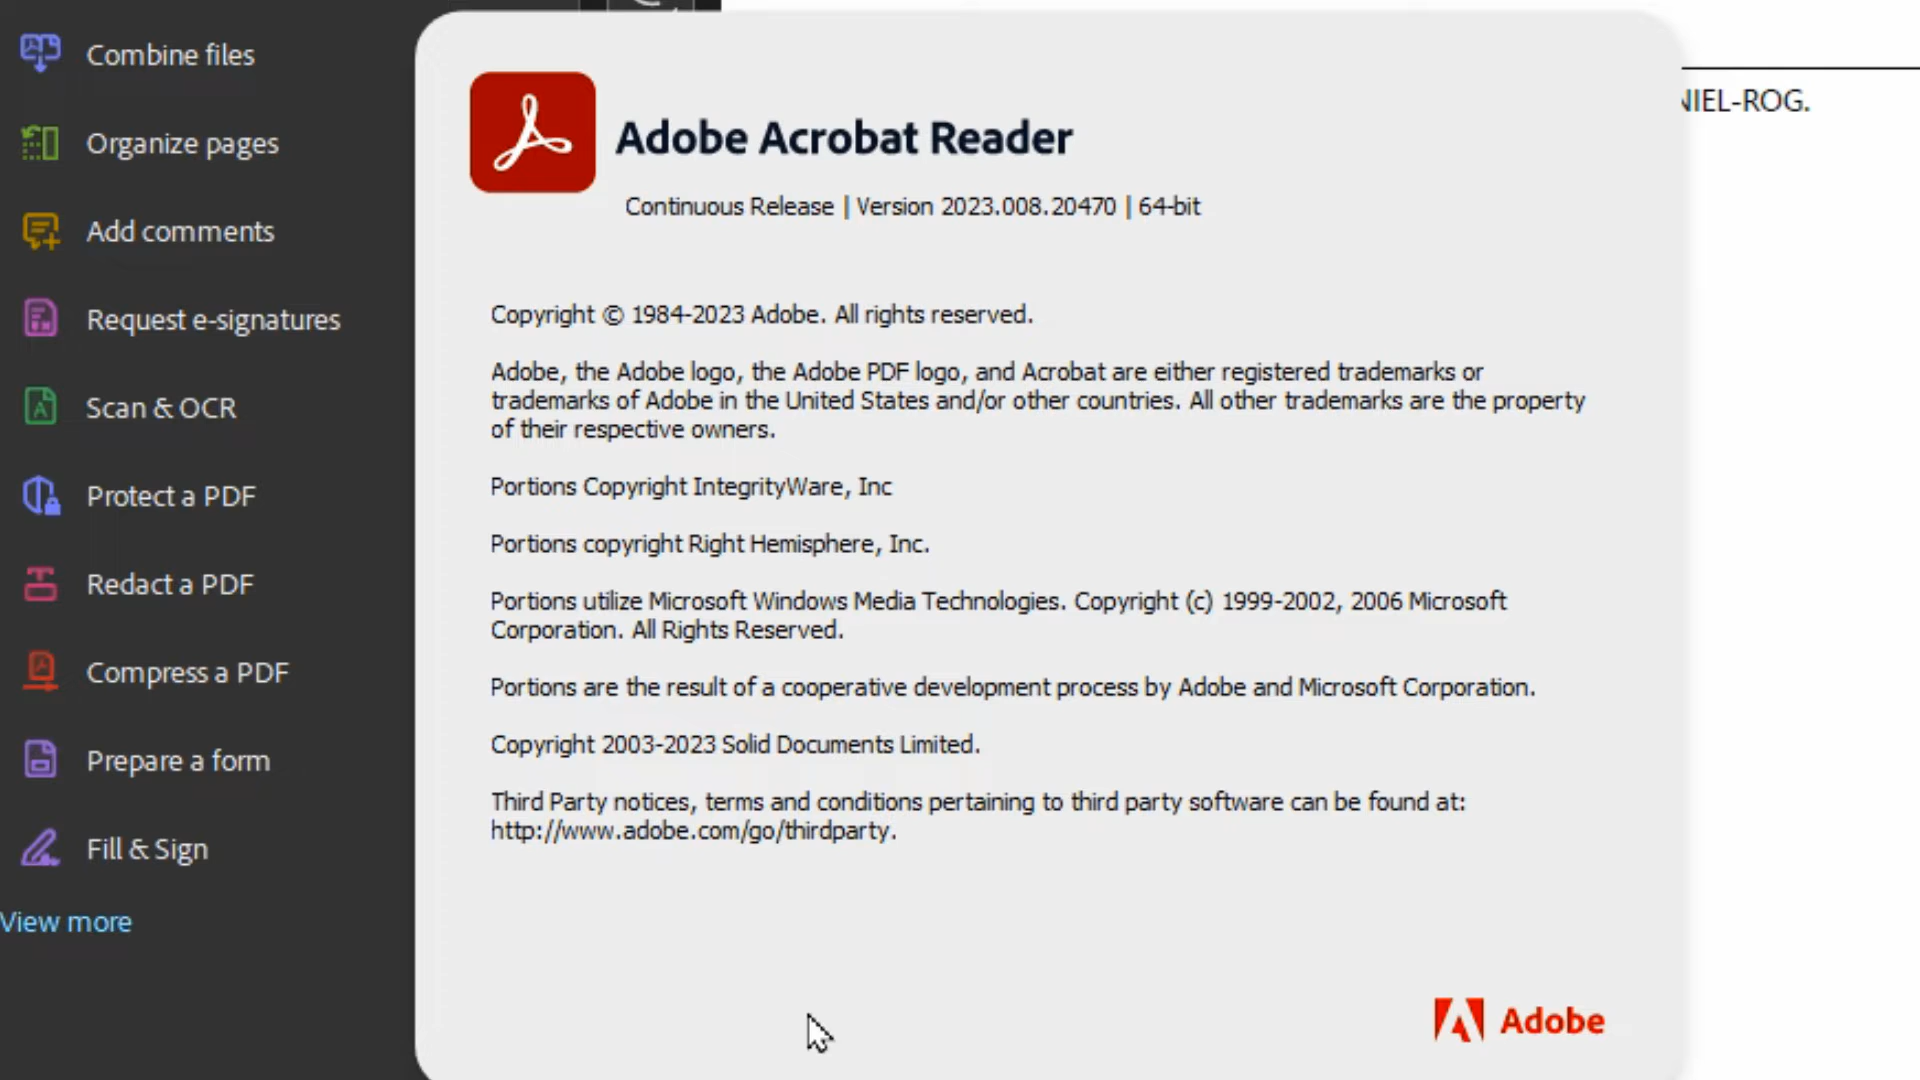 Combine files
Organize pages
Add comments
Request e-signatures
Scan & OCR
Protect a PDF
Redact a PDF
Compress a PDF
Prepare a form
Fill & Sign
View more
Adobe Acrobat Reader
Continuous Release | Version 2023.008.20470 | 64-bit
Copyright © 1984-2023 Adobe. All rights reserved.
Adobe, the Adobe logo, the Adobe PDF logo, and Acrobat are either registered trademarks or
trademarks of Adobe in the United States and/or other countries. All other trademarks are the property
of their respective owners.
Portions Copyright IntegrityWare, Inc
Portions copyright Right Hemisphere, Inc.
Portions utilize Microsoft Windows Media Technologies. Copyright (c) 1999-2002, 2006 Microsoft
Corporation. All Rights Reserved.
Portions are the result of a cooperative development process by Adobe and Microsoft Corporation.
Copyright 2003-2023 Solid Documents Limited.
Third Party notices, terms and conditions pertaining to third party software can be found at:
http://www.adobe.com/go/thirdparty.
Adobe
NIEL-ROG.